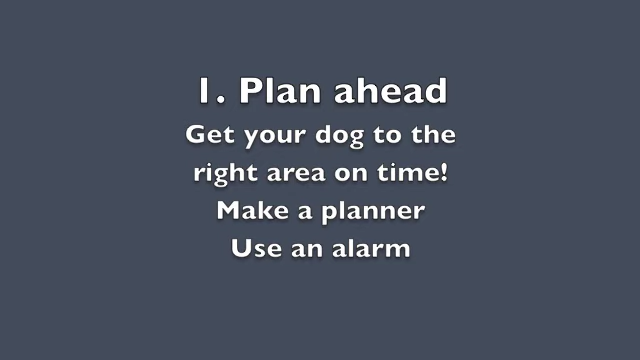 1. Plan ahead
Get your dog to the
right area on time!
Make a planner
Use an alarm